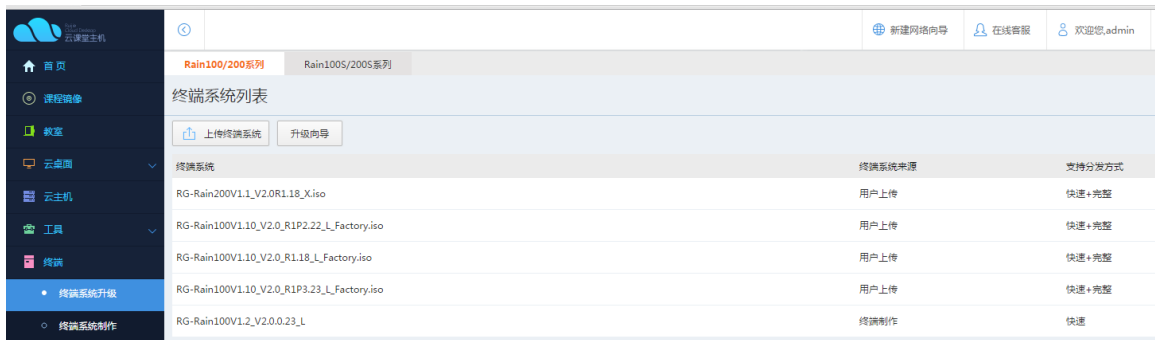 Ruijie
Cloud Desktop
云课堂主机
新建网络向导
在线客服
欢迎您,admin
首页
课程镜像
教室
云桌面
云主机
工具
终端
终端系统升级
终端系统制作
Rain100/200系列
Rain100S/200S系列
终端系统列表
上传终端系统
升级向导
终端系统 终端系统来源 支持分发方式
RG-Rain200V1.1_V2.0R1.18_X.iso 用户上传 快速+完整
RG-Rain100V1.10_V2.0_R1P2.22_L_Factory.iso 用户上传 快速+完整
RG-Rain100V1.10_V2.0_R1.18_L_Factory.iso 用户上传 快速+完整
RG-Rain100V1.10_V2.0_R1P3.23_L_Factory.iso 用户上传 快速+完整
RG-Rain100V1.2_V2.0.0.23_L 终端制作 快速